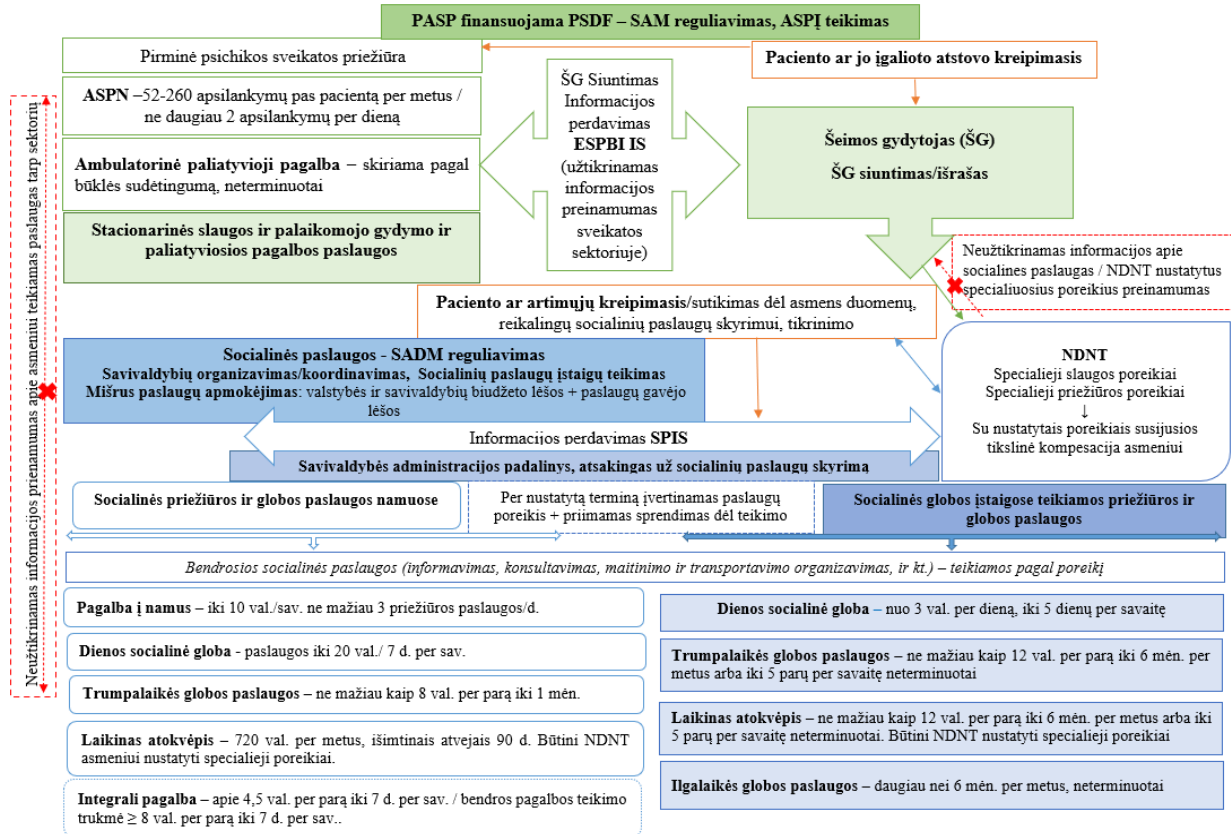 PASP finansuojama PSDF – SAM reguliavimas, ASPĮ teikimas
Pirminė psichikos sveikatos priežiūra
Paciento ar jo įgalioto atstovo kreipimasis
ASPN –52-260 apsilankymų pas pacientą per metus /
ne daugiau 2 apsilankymų per dieną
Ambulatorinė paliatyvioji pagalba – skiriama pagal
būklės sudėtingumą, neterminuotai
Stacionarinės slaugos ir palaikomojo gydymo ir
paliatyviosios pagalbos paslaugos
ŠG Siuntimas
Informacijos
perdavimas
ESPBI IS
(užtikrinamas
informacijos
preinamumas
sveikatos
sektoriuje)
Šeimos gydytojas (ŠG)
ŠG siuntimas/išrašas
Neužtikrinamas informacijos prienamumas apie asmeniui teikiamas paslaugas tarp sektorių
Neužtikrinamas informacijos apie
socialines paslaugas / NDNT nustatytus
specialiuosius poreikius preinamumas
Paciento ar artimųjų kreipimasis/sutikimas dėl asmens duomenų,
reikalingų socialinių paslaugų skyrimui, tikrinimo
Socialinės paslaugos - SADM reguliavimas
Savivaldybių organizavimas/koordinavimas, Socialinių paslaugų įstaigų teikimas
Mišrus paslaugų apmokėjimas: valstybės ir savivaldybių biudžeto lėšos + paslaugų gavėjo
lėšos
NDNT
Specialieji slaugos poreikiai
Specialieji priežiūros poreikiai
↓
Su nustatytais poreikiais susijusios
tikslinė kompesacija asmeniui
Informacijos perdavimas SPIS
Savivaldybės administracijos padalinys, atsakingas už socialinių paslaugų skyrimą
Socialinės priežiūros ir globos paslaugos namuose
Per nustatytą terminą įvertinamas paslaugų
poreikis + priimamas sprendimas dėl teikimo
Socialinės globos įstaigose teikiamos priežiūros ir
globos paslaugos
Bendrosios socialinės paslaugos (informavimas, konsultavimas, maitinimo ir transportavimo organizavimas, ir kt.) – teikiamos pagal poreikį
Pagalba į namus – iki 10 val./sav. ne mažiau 3 priežiūros paslaugos/d.
Dienos socialinė globa - paslaugos iki 20 val./ 7 d. per sav.
Trumpalaikės globos paslaugos – ne mažiau kaip 8 val. per parą iki 1 mėn.
Laikinas atokvėpis – 720 val. per metus, išimtinais atvejais 90 d. Būtini NDNT
asmeniui nustatyti specialieji poreikiai.
Integrali pagalba – apie 4,5 val. per parą iki 7 d. per sav. / bendros pagalbos teikimo
trukmė ≥ 8 val. per parą iki 7 d. per sav..
Dienos socialinė globa – nuo 3 val. per dieną, iki 5 dienų per savaitę
Trumpalaikės globos paslaugos – ne mažiau kaip 12 val. per parą iki 6 mėn. per
metus arba iki 5 parų per savaitę neterminuotai
Laikinas atokvėpis – ne mažiau kaip 12 val. per parą iki 6 mėn. per metus arba iki
5 parų per savaitę neterminuotai. Būtini NDNT nustatyti specialieji poreikiai
Ilgalaikės globos paslaugos – daugiau nei 6 mėn. per metus, neterminuotai